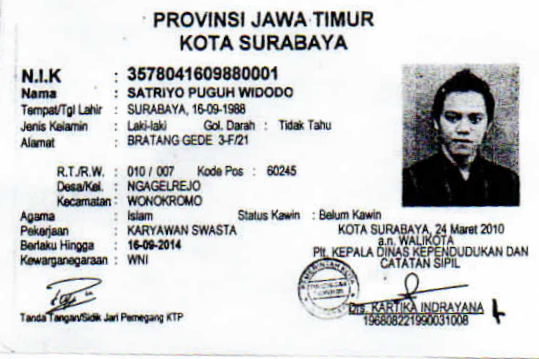 PROVINSI JAWA TIMUR
KOTA SURABAYA
N.I.K : 3578041609880001
Nama : SATRIYO PUGUH WIDODO
Tempat/Tgl Lahir : SURABAYA, 16-09-1988
Jenis Kelamin : Laki-laki Gol. Darah : Tidak Tahu
Alamat : BRATANG GEDE 3-F/21
R.T./R.W. : 010 / 007 Kode Pos : 60245
Desa/Kel. : NGAGELREJO
Kecamatan : WONOKROMO
Agama : Islam Status Kawin : Belum Kawin
Pekerjaan : KARYAWAN SWASTA
Berlaku Hingga : 16-09-2014
Kewarganegaraan : WNI
KOTA SURABAYA, 24 Maret 2010
a.n. WALIKOTA
Plt. KEPALA DINAS KEPENDUDUKAN DAN
CATATAN SIPIL
Drs. KARTIKA INDRAYANA
196808221990031008
Tanda Tangan/Sidik Jari Pemegang KTP